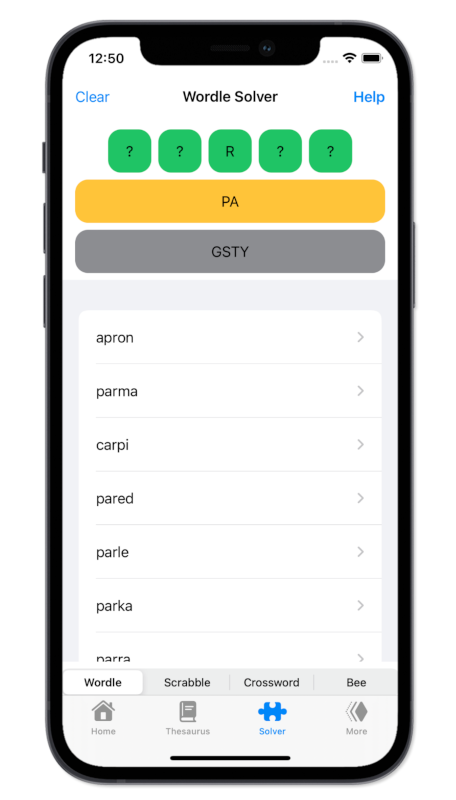 12:50
Clear Wordle Solver Help
? ? R ? ?
PA
GSTY
apron
parma
carpi
pared
parle
parka
parra
Wordle Scrabble Crossword Bee
Home Thesaurus Solver More